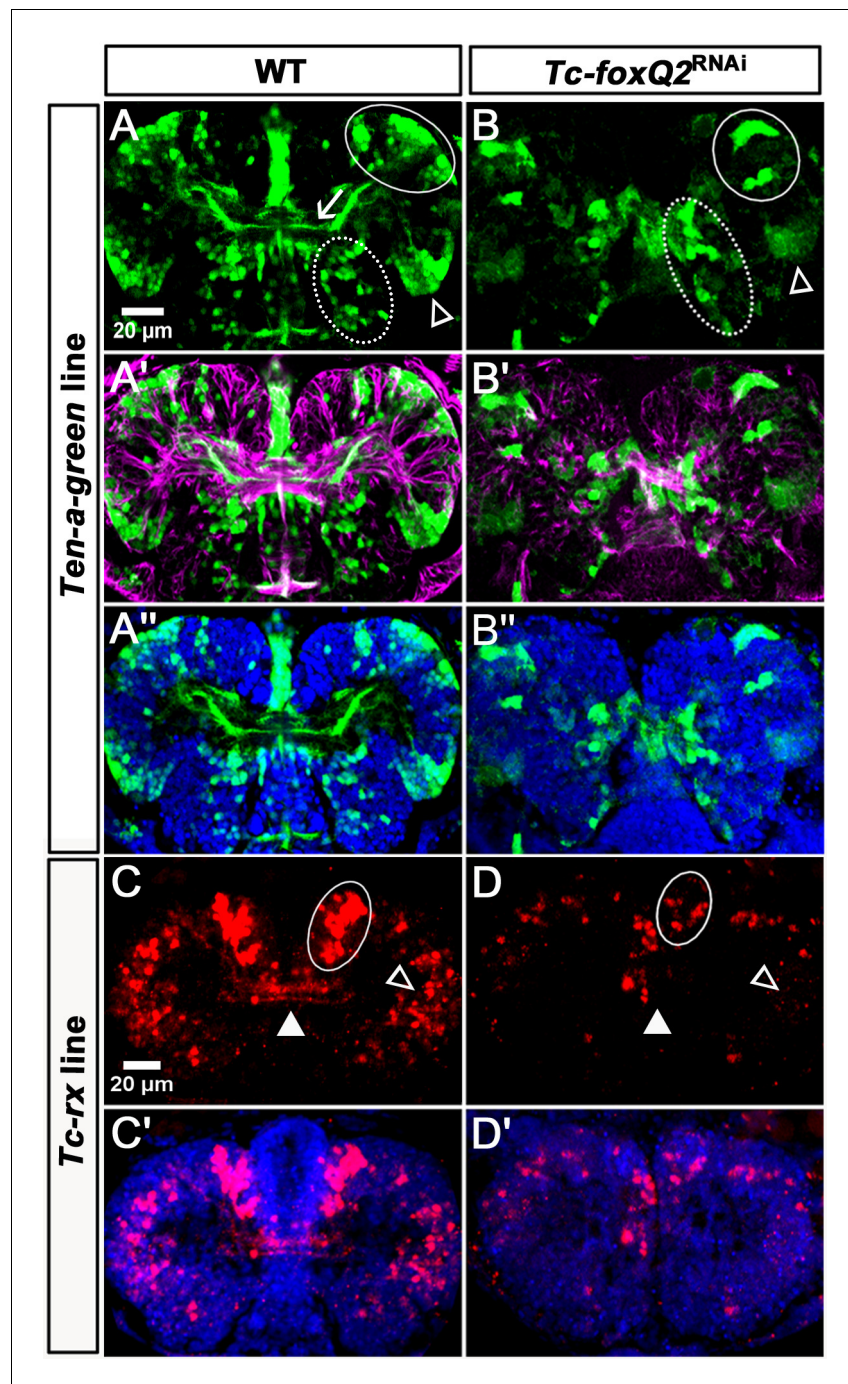 WT
Tc-foxQ2RNAi
Ten-a-green line
A
20 µm
B
A'
B'
A''
B''
Tc-rx line
C
20 µm
D
C'
D'